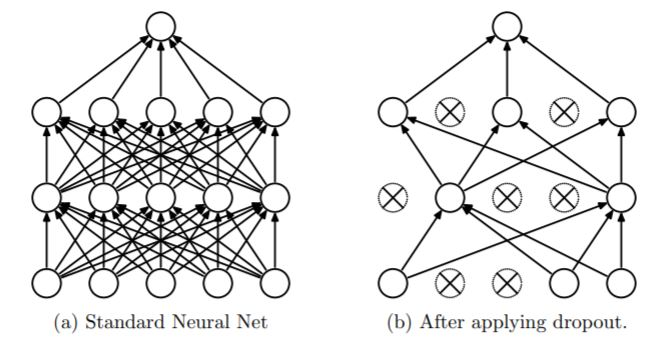 (a) Standard Neural Net
(b) After applying dropout.